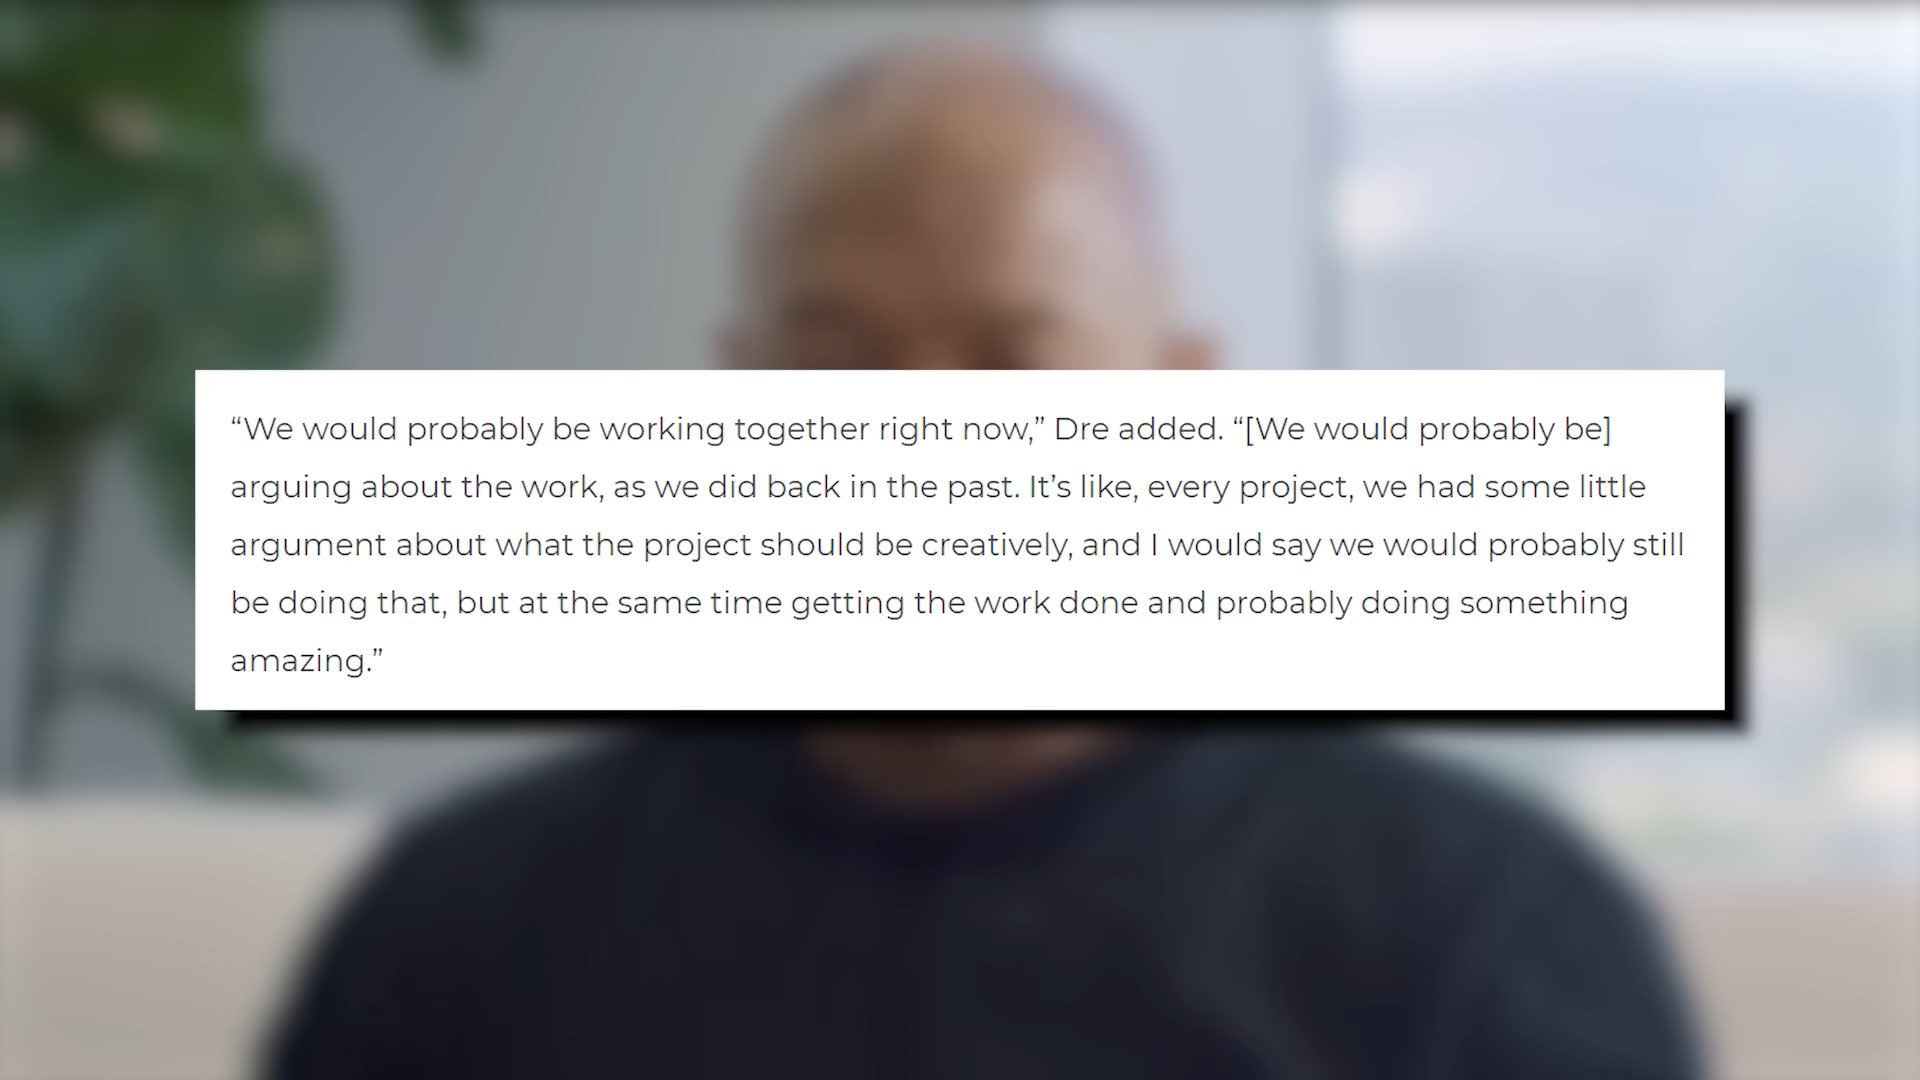 “We would probably be working together right now,” Dre added. “[We would probably be]
arguing about the work, as we did back in the past. It’s like, every project, we had some little
argument about what the project should be creatively, and I would say we would probably still
be doing that, but at the same time getting the work done and probably doing something
amazing.”